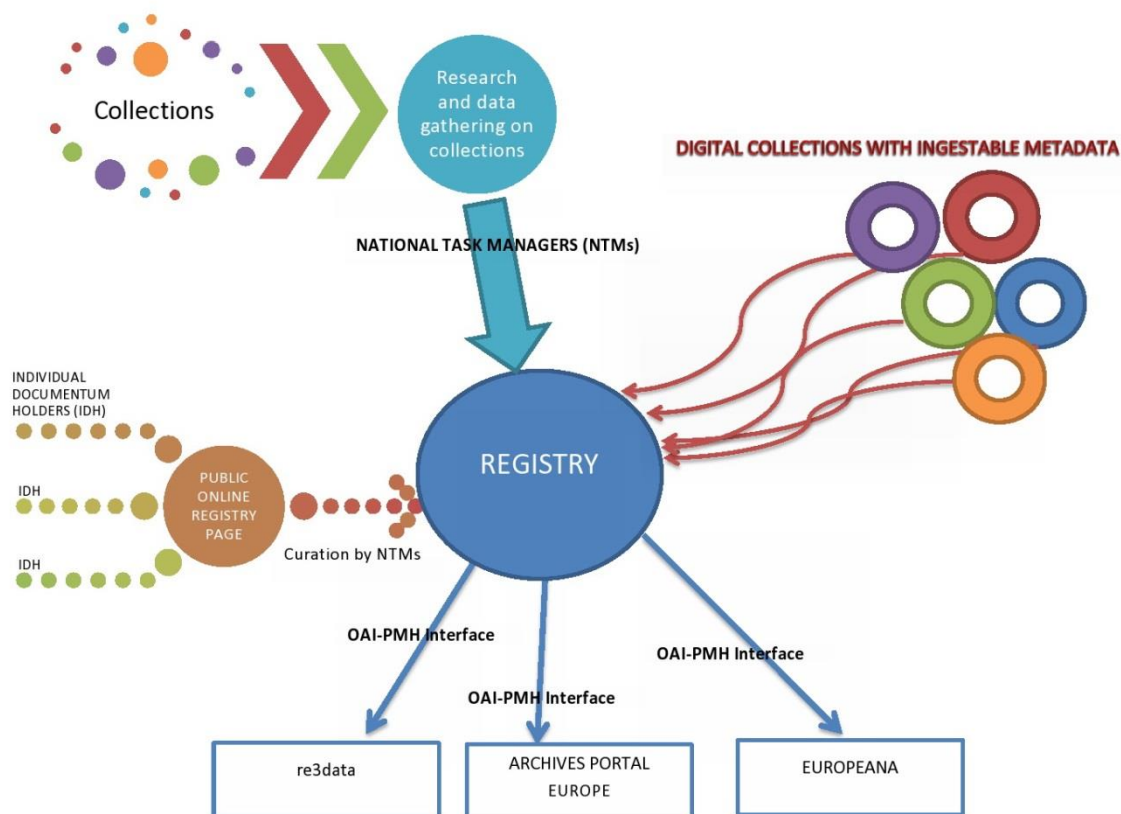 Collections
Research
and data
gathering on
collections
DIGITAL COLLECTIONS WITH INGESTABLE METADATA
NATIONAL TASK MANAGERS (NTMs)
INDIVIDUAL
DOCUMENTUM
HOLDERS (IDH)
IDH
IDH
PUBLIC
ONLINE
REGISTRY
PAGE
Curation by NTMs
REGISTRY
OAI-PMH Interface
OAI-PMH Interface
OAI-PMH Interface
re3data
ARCHIVES PORTAL
EUROPE
EUROPEANA